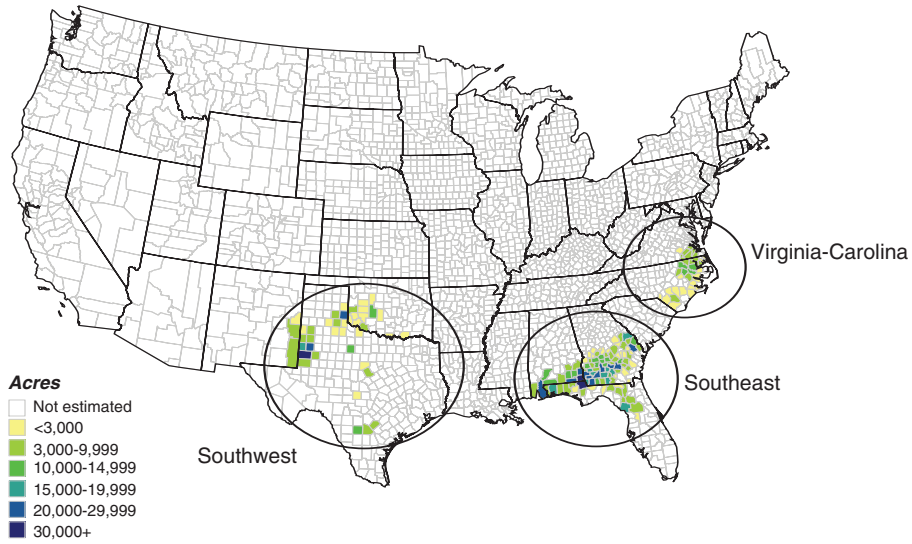 Virginia-Carolina
Southeast
Southwest
Acres
Not estimated
<3,000
3,000-9,999
10,000-14,999
15,000-19,999
20,000-29,999
30,000+